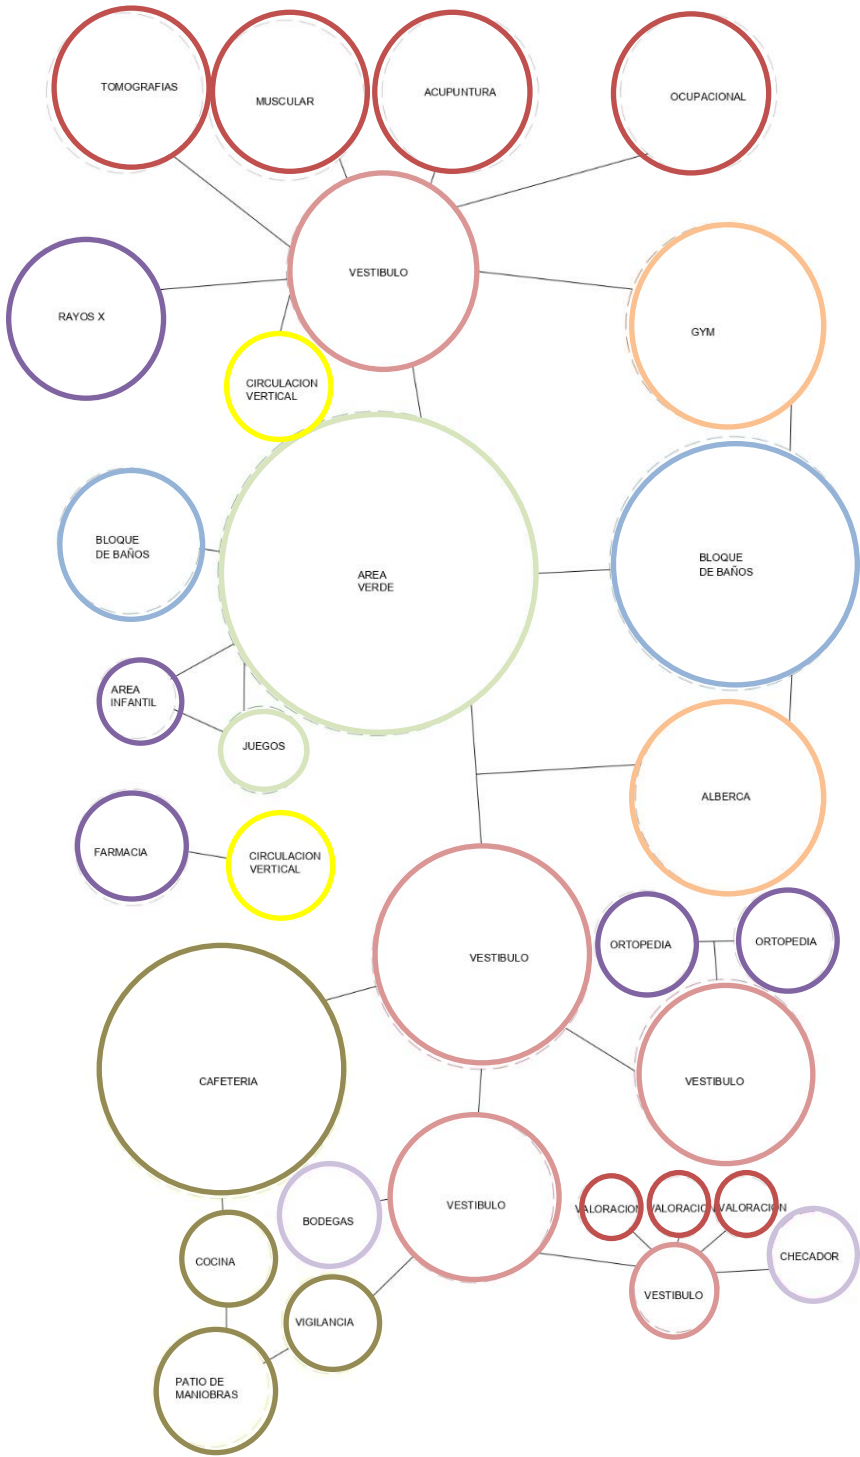 TOMOGRAFIAS
MUSCULAR
ACUPUNTURA
OCUPACIONAL
VESTIBULO
RAYOS X
GYM
CIRCULACION
VERTICAL
BLOQUE
DE BAÑOS
AREA
VERDE
BLOQUE
DE BAÑOS
AREA
INFANTIL
JUEGOS
ALBERCA
FARMACIA
CIRCULACION
VERTICAL
VESTIBULO
ORTOPEDIA
ORTOPEDIA
CAFETERIA
VESTIBULO
VESTIBULO
BODEGAS
VALORACION
VALORACION
VALORACION
COCINA
CHECADOR
VESTIBULO
VIGILANCIA
PATIO DE
MANIOBRAS